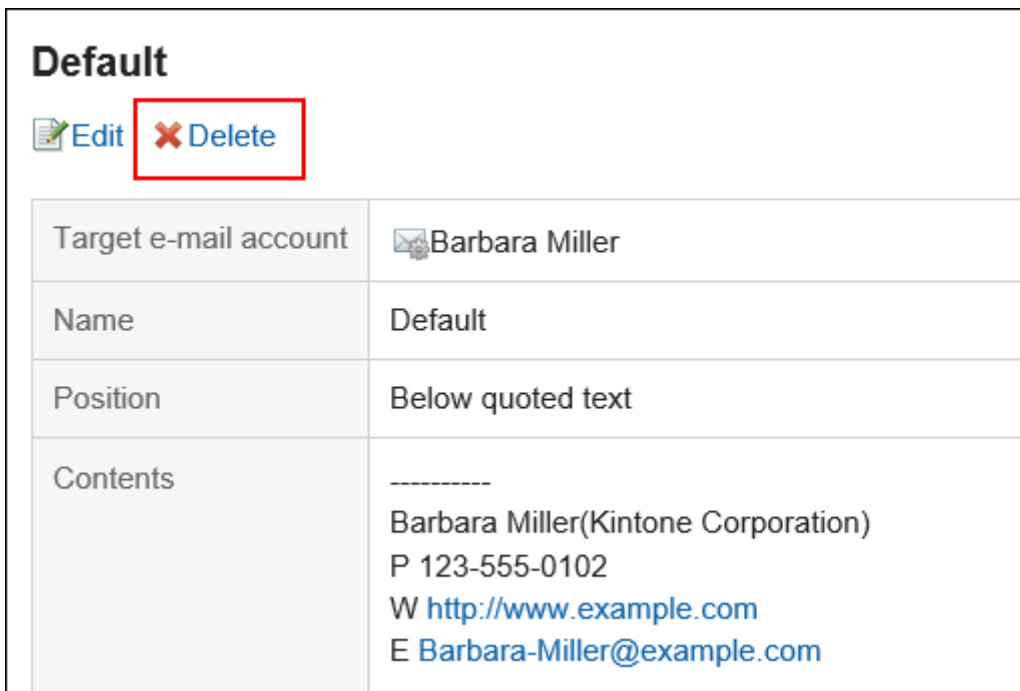 Default
Edit Delete
Target e-mail account Barbara Miller
Name Default
Position Below quoted text
Contents ----------
Barbara Miller(Kintone Corporation)
P 123-555-0102
W http://www.example.com
E Barbara-Miller@example.com